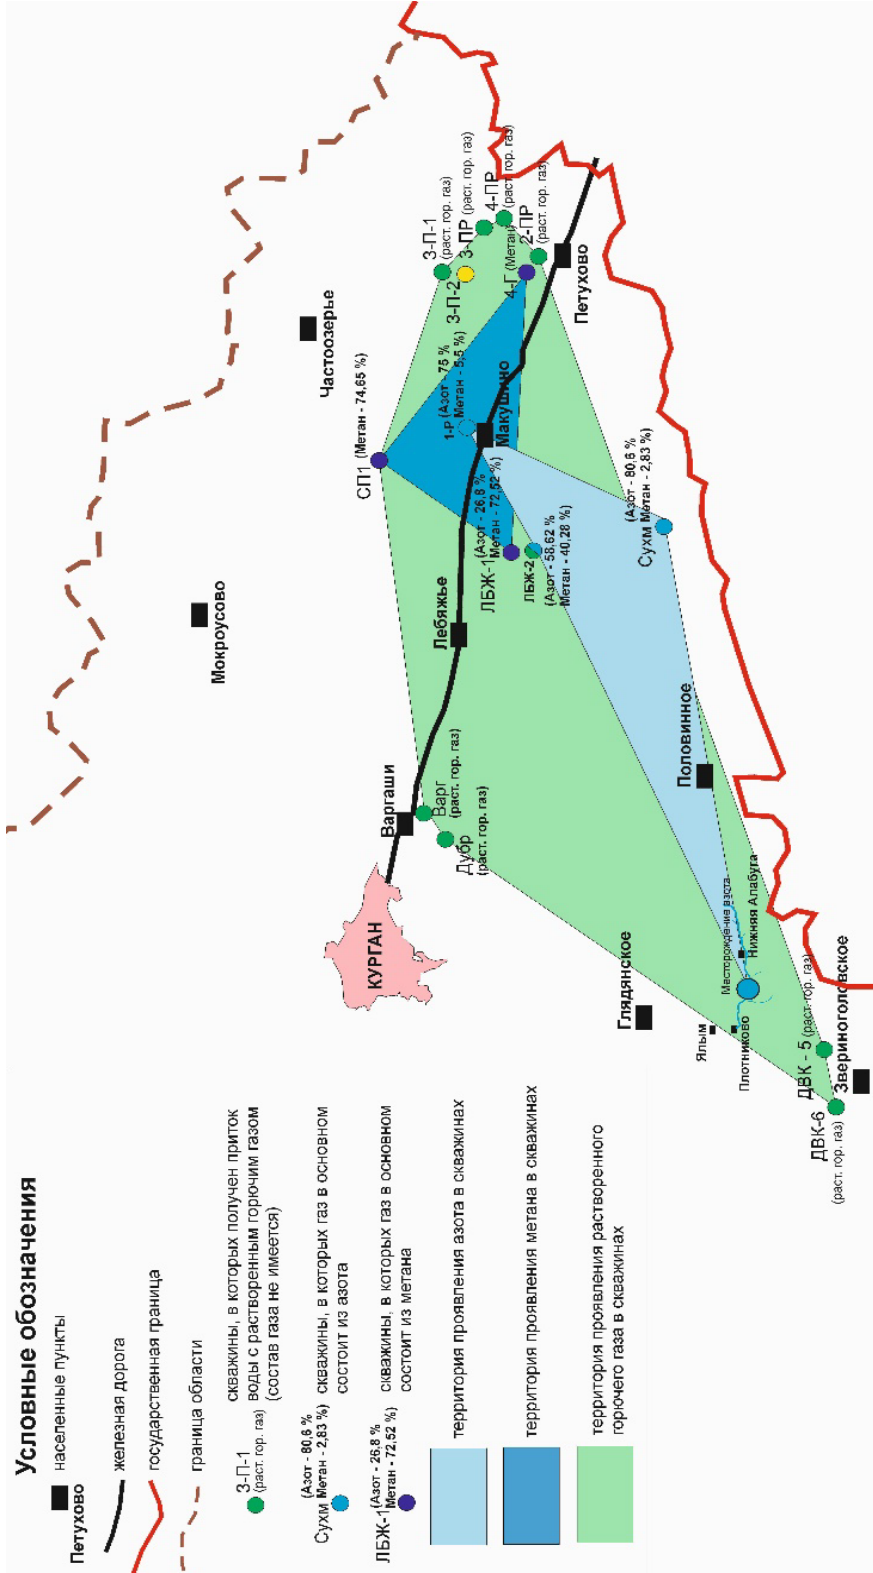 Частоозерье
Мокроусово
3-П-1
(раст. гор. газ)
3-П-2
3-ПР
(раст. гор. газ)
4-ПР
(раст. гор. газ)
4-Г (Метан)
2-ПР
(раст. гор. газ)
Петухово
СП1 (Метан - 74,65 %)
1-р (Азот - 75 %
Метан - 5,5 %)
Макушино
ЛБЖ-1 (Азот - 26,8 %
Метан - 72,52 %)
ЛБЖ-2
(Азот - 58,62 %
Метан - 40,28 %)
Сухм (Азот - 80,6 %
Метан - 2,83 %)
Лебяжье
Варгаши
Варг
(раст. гор. газ)
Дубр
(раст. гор. газ)
КУРГАН
Половинное
Глядянское
Масторождение азота
Нижняя Алабуга
Ялым
Плотниково
ДВК - 5 (раст. гор. газ)
Звериноголовское
ДВК-6
(раст. гор. газ)
Условные обозначения
Петухово
населенные пункты
железная дорога
государственная граница
граница области
3-П-1
(раст. гор. газ)
скважины, в которых получен приток
воды с растворенным горючим газом
(состав газа не имеется)
Сухм (Азот - 80,6 %
Метан - 2,83 %)
скважины, в которых газ в основном
состоит из азота
ЛБЖ-1 (Азот - 26,8 %
Метан - 72,52 %)
скважины, в которых газ в основном
состоит из метана
территория проявления азота в скважинах
территория проявления метана в скважинах
территория проявления растворенного
горючего газа в скважинах